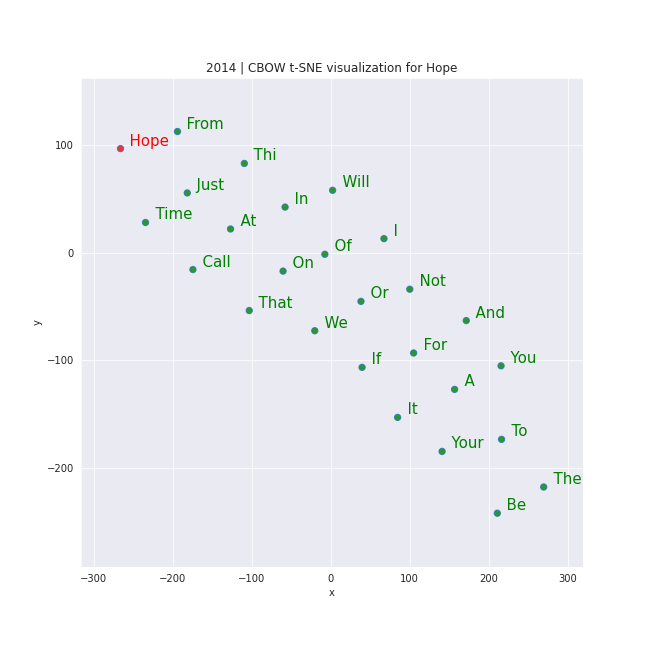 2014 | CBOW t-SNE visualization for Hope
From
Hope
Thi
Just
Will
In
Time
At
I
Of
Call
On
Not
Or
That
And
We
For
If
You
A
It
To
Your
The
Be
100
0
−100
−200
y
−300
−200
−100
0
100
200
300
x